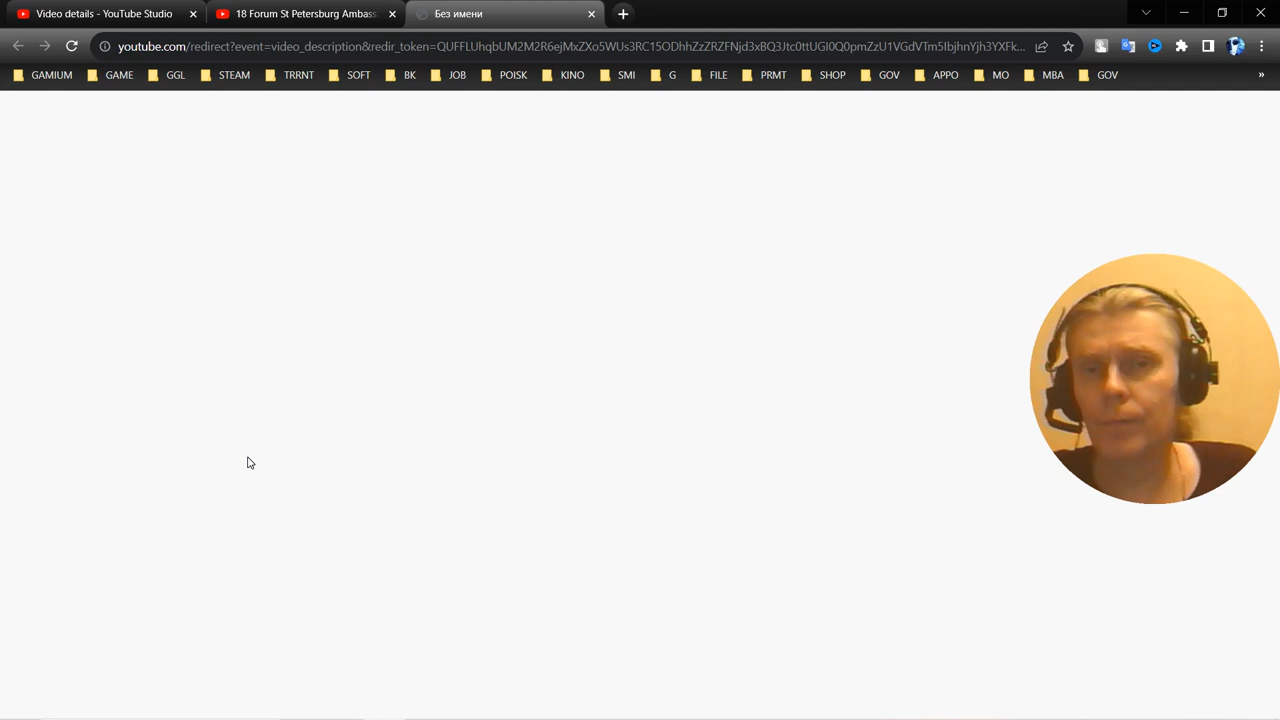 Video details - YouTube Studio
18 Forum St Petersburg Ambass
Без имени
youtube.com/redirect?event=video_description&redir_token=QUFFLUhqbUM2M2R6ejMxZXo5WUs3RC15ODhhZzZRZFNjd3xBQ3Jtc0ttUGI0Q0pmZzU1VGdVTm5IbjhnYjh3YXFk...
GAMIUM GAME GGL STEAM TRRNT SOFT BK JOB POISK KINO SMI G FILE PRMT SHOP GOV APPO MO MBA GOV »